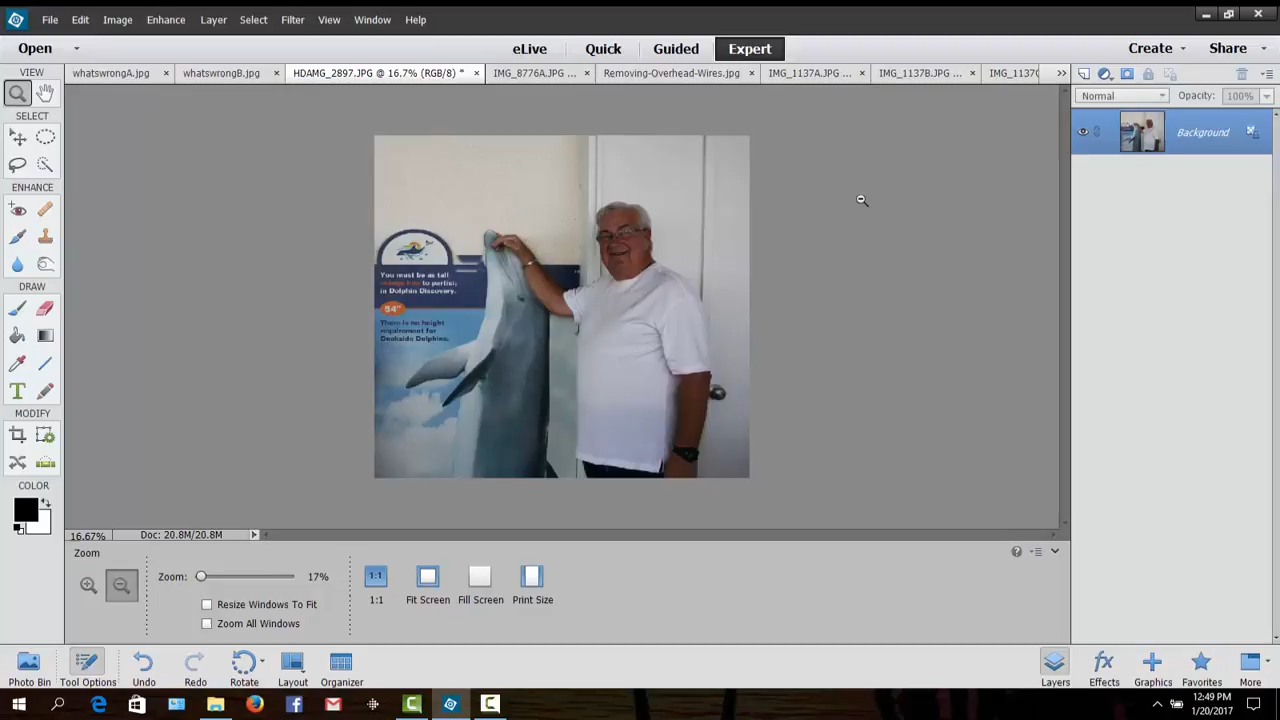 File Edit Image Enhance Layer Select Filter View Window Help
Open eLive Quick Guided Expert Create Share
VIEW whatswrongA.jpg × whatswrongB.jpg × HDAMG_2897.JPG @ 16.7% (RGB/8) * × IMG_8776A.JPG ... × Removing-Overhead-Wires.jpg × IMG_1137A.JPG ... × IMG_1137B.JPG ... × IMG_1137C »
Normal Opacity: 100%
Background
SELECT
ENHANCE
DRAW
MODIFY
COLOR
You must be as tall
in Dolphin Discovery.
54"
There is no height
requirement for
Dockside Dolphins.
16.67% Doc: 20.8M/20.8M
Zoom
Zoom: 17%
Resize Windows To Fit
Zoom All Windows
1:1
1:1 Fit Screen Fill Screen Print Size
Photo Bin Tool Options Undo Redo Rotate Layout Organizer Layers Effects Graphics Favorites More
12:49 PM
1/20/2017